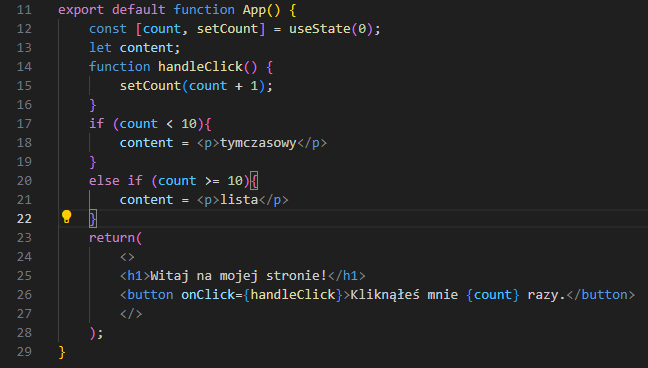 11 export default function App() {
12     const [count, setCount] = useState(0);
13     let content;
14     function handleClick() {
15         setCount(count + 1);
16     }
17     if (count < 10){
18         content = <p>tymczasowy</p>
19     }
20     else if (count >= 10){
21         content = <p>lista</p>
22     }
23     return(
24         <>
25         <h1>Witaj na mojej stronie!</h1>
26         <button onClick={handleClick}>Kliknąłeś mnie {count} razy.</button>
27         </>
28     );
29 }